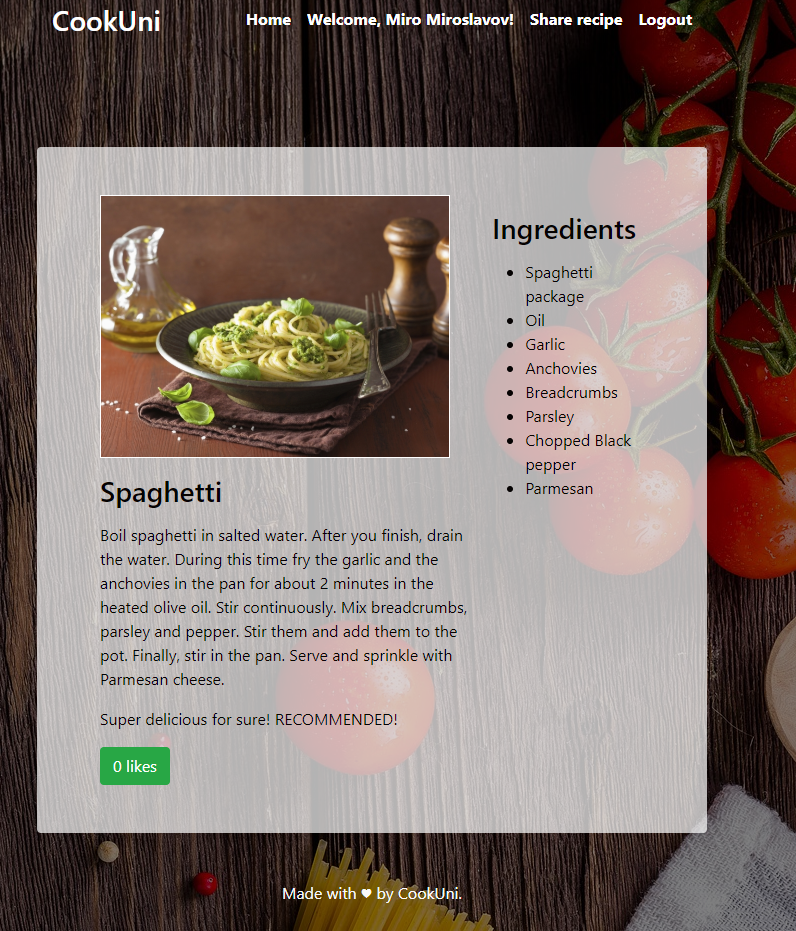 CookUni
Home Welcome, Miro Miroslavov! Share recipe Logout
Ingredients
Spaghetti
package
Oil
Garlic
Anchovies
Breadcrumbs
Parsley
Chopped Black
pepper
Parmesan
Spaghetti
Boil spaghetti in salted water. After you finish, drain
the water. During this time fry the garlic and the
anchovies in the pan for about 2 minutes in the
heated olive oil. Stir continuously. Mix breadcrumbs,
parsley and pepper. Stir them and add them to the
pot. Finally, stir in the pan. Serve and sprinkle with
Parmesan cheese.
Super delicious for sure! RECOMMENDED!
0 likes
Made with ♥ by CookUni.